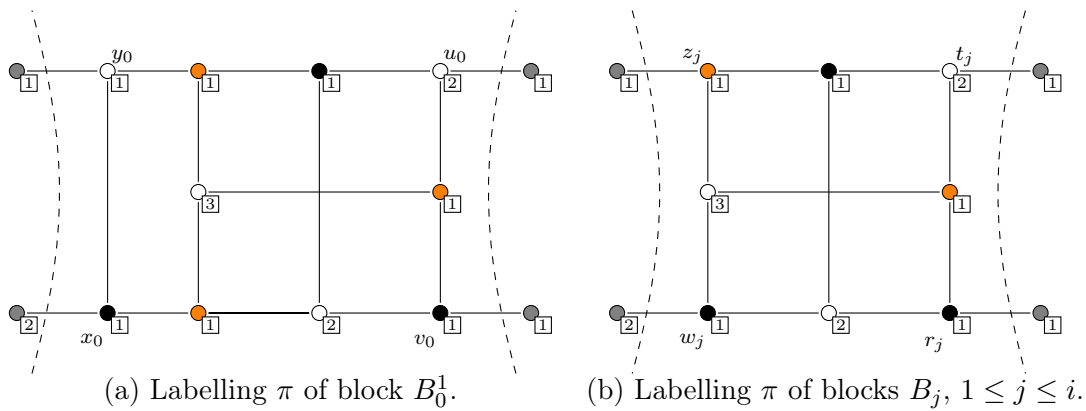 y₀ u₀ z_j t_j
1 1 1 1 2 1 1 1 1 2 1
3 1 3 1
2 1 1 2 1 1 2 1 2 1 1
x₀ v₀ w_j r_j
(a) Labelling π of block B₀¹. (b) Labelling π of blocks B_j, 1 ≤ j ≤ i.